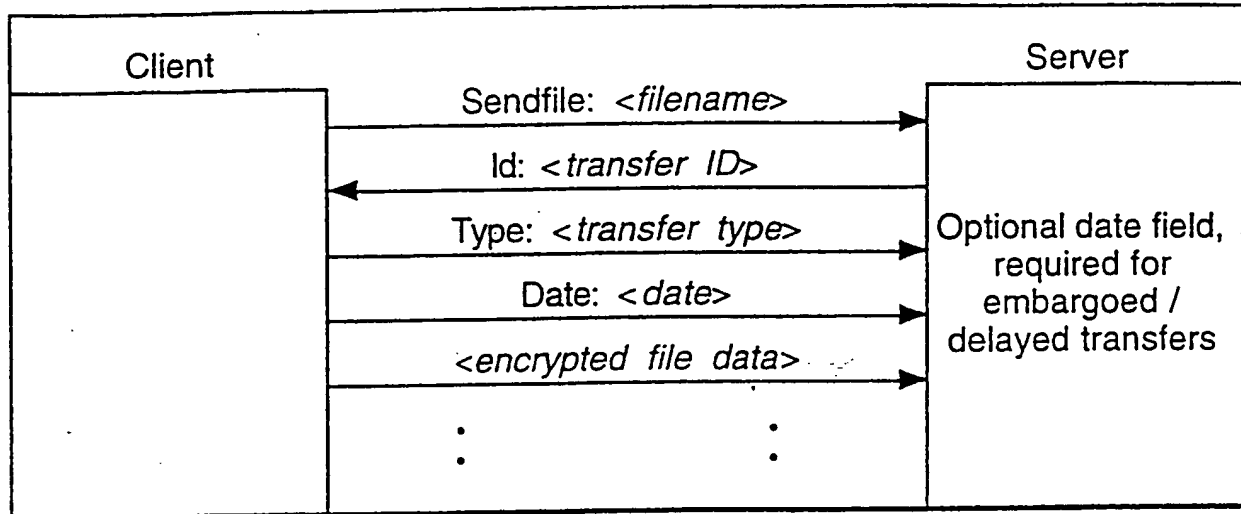 Client
Server
Sendfile: <filename>
Id: <transfer ID>
Type: <transfer type>
Date: <date>
<encrypted file data>
Optional date field,
required for
embargoed /
delayed transfers